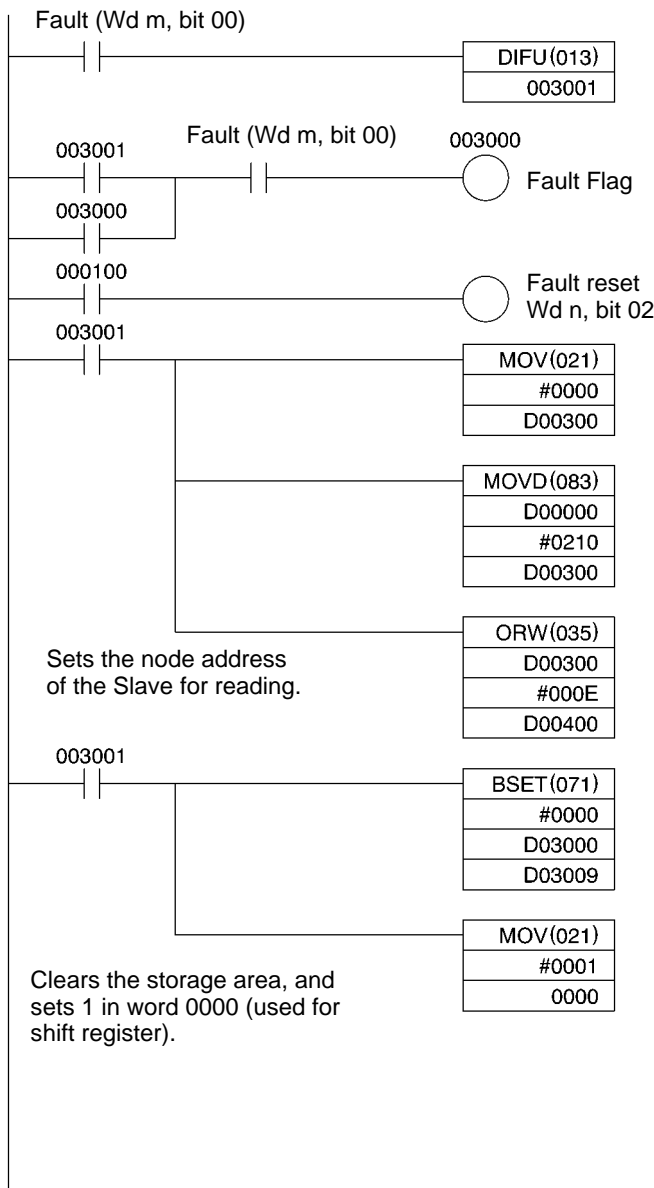 Fault (Wd m, bit 00)
DIFU(013)
003001
003001
Fault (Wd m, bit 00)
003000
Fault Flag
003000
000100
Fault reset
Wd n, bit 02
003001
MOV(021)
#0000
D00300
MOVD(083)
D00000
#0210
D00300
ORW(035)
D00300
#000E
D00400
Sets the node address
of the Slave for reading.
003001
BSET(071)
#0000
D03000
D03009
MOV(021)
#0001
0000
Clears the storage area, and
sets 1 in word 0000 (used for
shift register).